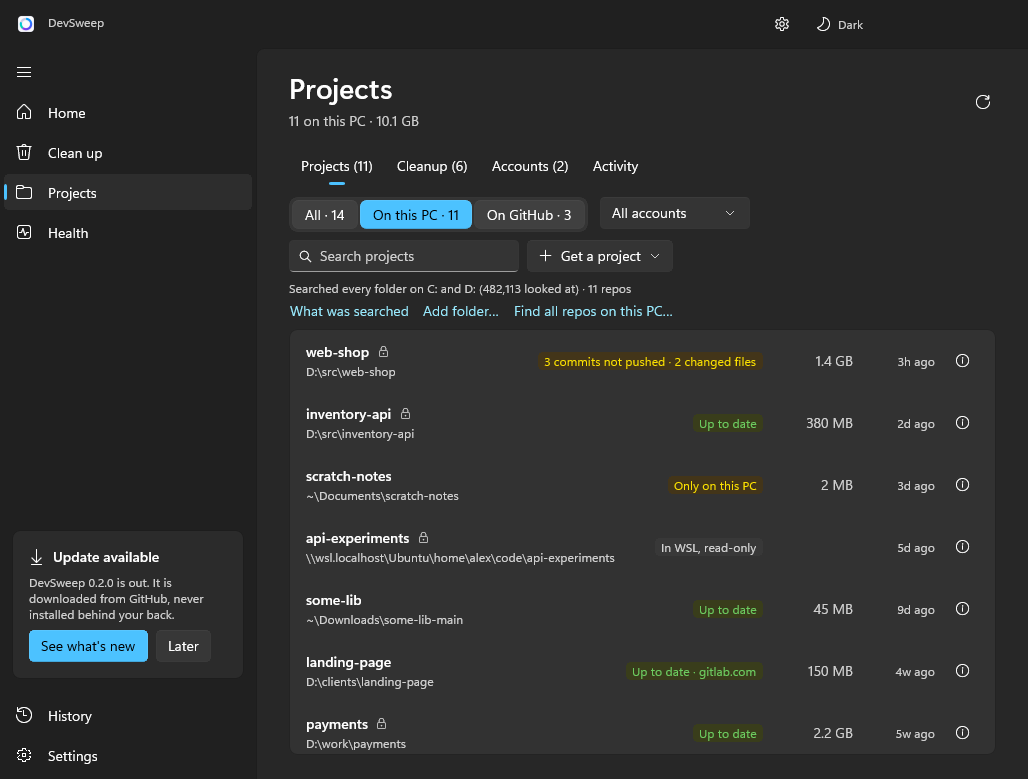 DevSweep
Dark
Home
Clean up
Projects
Health
Update available
DevSweep 0.2.0 is out. It is
downloaded from GitHub, never
installed behind your back.
See what's new
Later
History
Settings
Projects
11 on this PC · 10.1 GB
Projects (11) Cleanup (6) Accounts (2) Activity
All · 14 On this PC · 11 On GitHub · 3 All accounts
Search projects Get a project
Searched every folder on C: and D: (482,113 looked at) · 11 repos
What was searched Add folder... Find all repos on this PC...
web-shop
D:\src\web-shop
3 commits not pushed · 2 changed files 1.4 GB 3h ago
inventory-api
D:\src\inventory-api
Up to date 380 MB 2d ago
scratch-notes
~\Documents\scratch-notes
Only on this PC 2 MB 3d ago
api-experiments
\\wsl.localhost\Ubuntu\home\alex\code\api-experiments
In WSL, read-only 5d ago
some-lib
~\Downloads\some-lib-main
Up to date 45 MB 9d ago
landing-page
D:\clients\landing-page
Up to date · gitlab.com 150 MB 4w ago
payments
D:\work\payments
Up to date 2.2 GB 5w ago